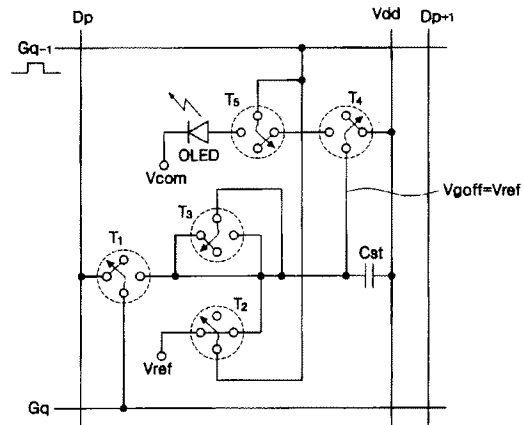 Dp
Vdd
Dp+1
Gq-1
T5
T4
OLED
Vcom
Vgoff=Vref
T3
T1
Cst
T2
Vref
Gq